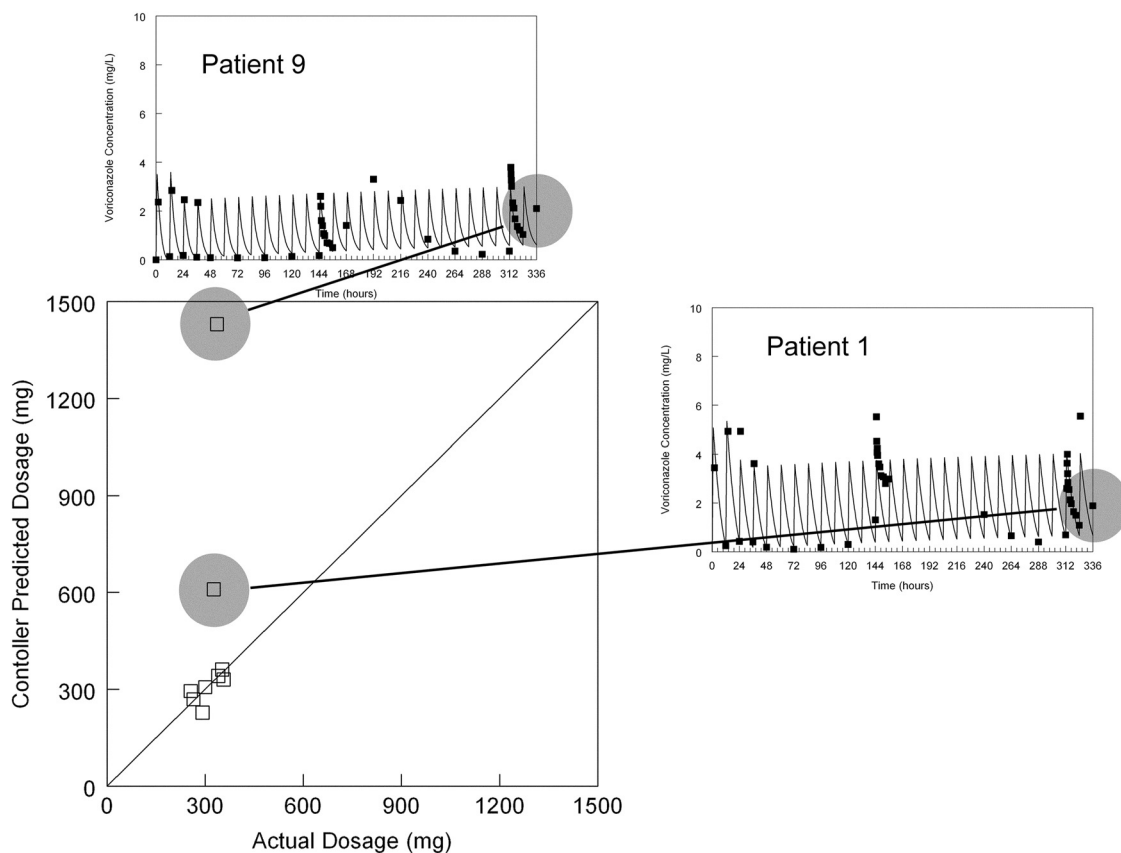 Patient 9
Voriconazole Concentration (mg/L)
10
8
6
4
2
0
0 24 48 72 96 120 144 168 192 216 240 264 288 312 336
Time (hours)
Patient 1
Voriconazole Concentration (mg/L)
10
8
6
4
2
0
0 24 48 72 96 120 144 168 192 216 240 264 288 312 336
Time (hours)
Contoller Predicted Dosage (mg)
1500
1200
900
600
300
0
0 300 600 900 1200 1500
Actual Dosage (mg)